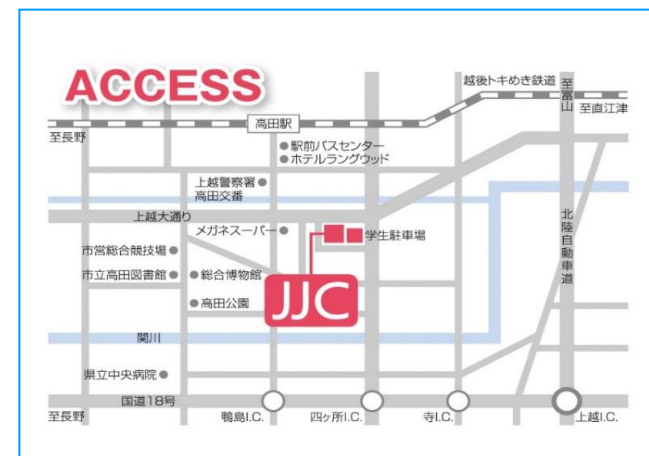 ACCESS
越後トキめき鉄道
至富山
至直江津
高田駅
至長野
駅前バスセンター
ホテルラングウッド
上越警察署
高田交番
上越大通り
メガネスーパー
学生駐車場
北陸自動車道
市営総合競技場
市立高田図書館
総合博物館
高田公園
JJC
関川
県立中央病院
国道18号
至長野
鴨島I.C.
四ヶ所I.C.
寺I.C.
上越I.C.